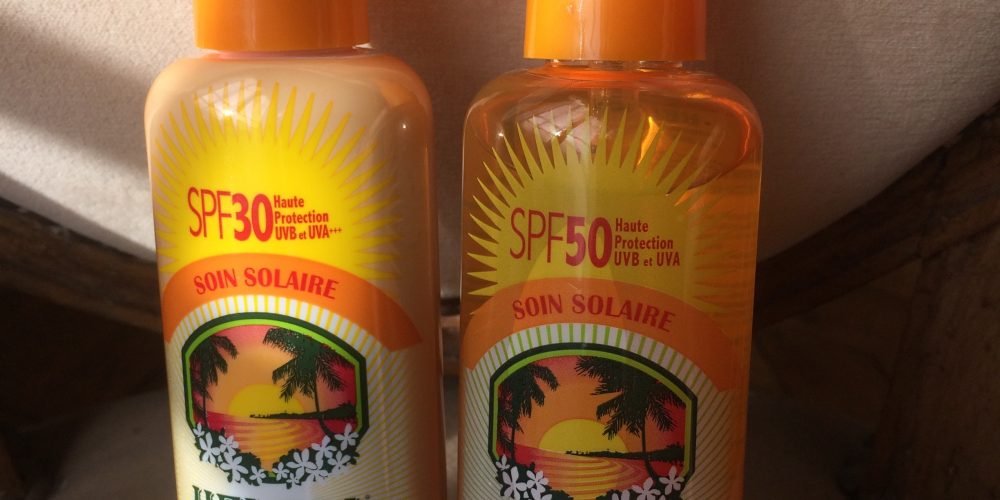 SPF30
Haute
Protection
UVB et UVA+++
SOIN SOLAIRE
SPF50
Haute
Protection
UVB et UVA
SOIN SOLAIRE